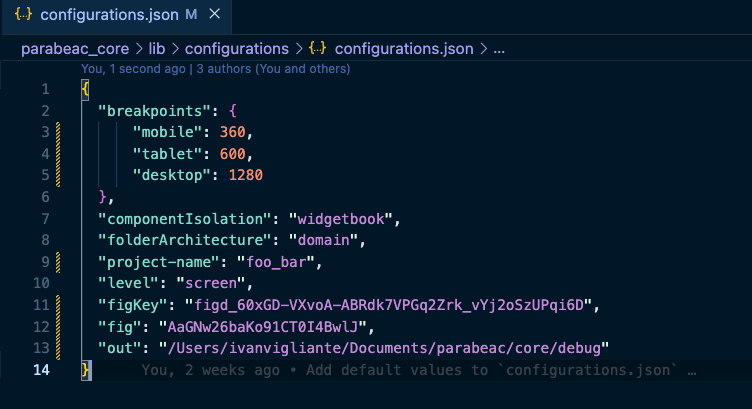 {..} configurations.json M ×
parabeac_core > lib > configurations > {..} configurations.json > ...
You, 1 second ago | 3 authors (You and others)
1 {
2 "breakpoints": {
3 "mobile": 360,
4 "tablet": 600,
5 "desktop": 1280
6 },
7 "componentIsolation": "widgetbook",
8 "folderArchitecture": "domain",
9 "project-name": "foo_bar",
10 "level": "screen",
11 "figKey": "figd_60xGD-VXvoA-ABRdk7VPGq2Zrk_vYj2oSzUPqi6D",
12 "fig": "AaGNw26baKo91CT0I4BwlJ",
13 "out": "/Users/ivanvigliante/Documents/parabeac/core/debug"
14 } You, 2 weeks ago • Add default values to `configurations.json` …